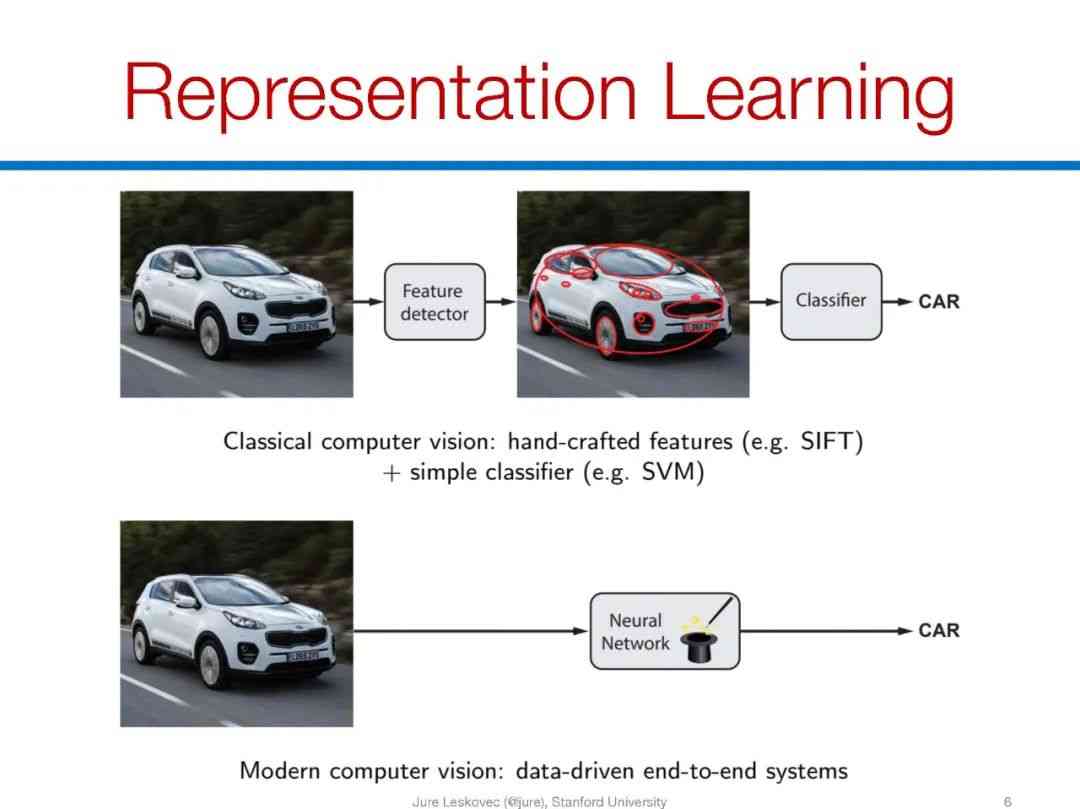 Representation Learning
Feature
detector
Classifier
CAR
Classical computer vision: hand-crafted features (e.g. SIFT)
+ simple classifier (e.g. SVM)
Neural
Network
CAR
Modern computer vision: data-driven end-to-end systems
Jure Leskovec (@jure), Stanford University
6